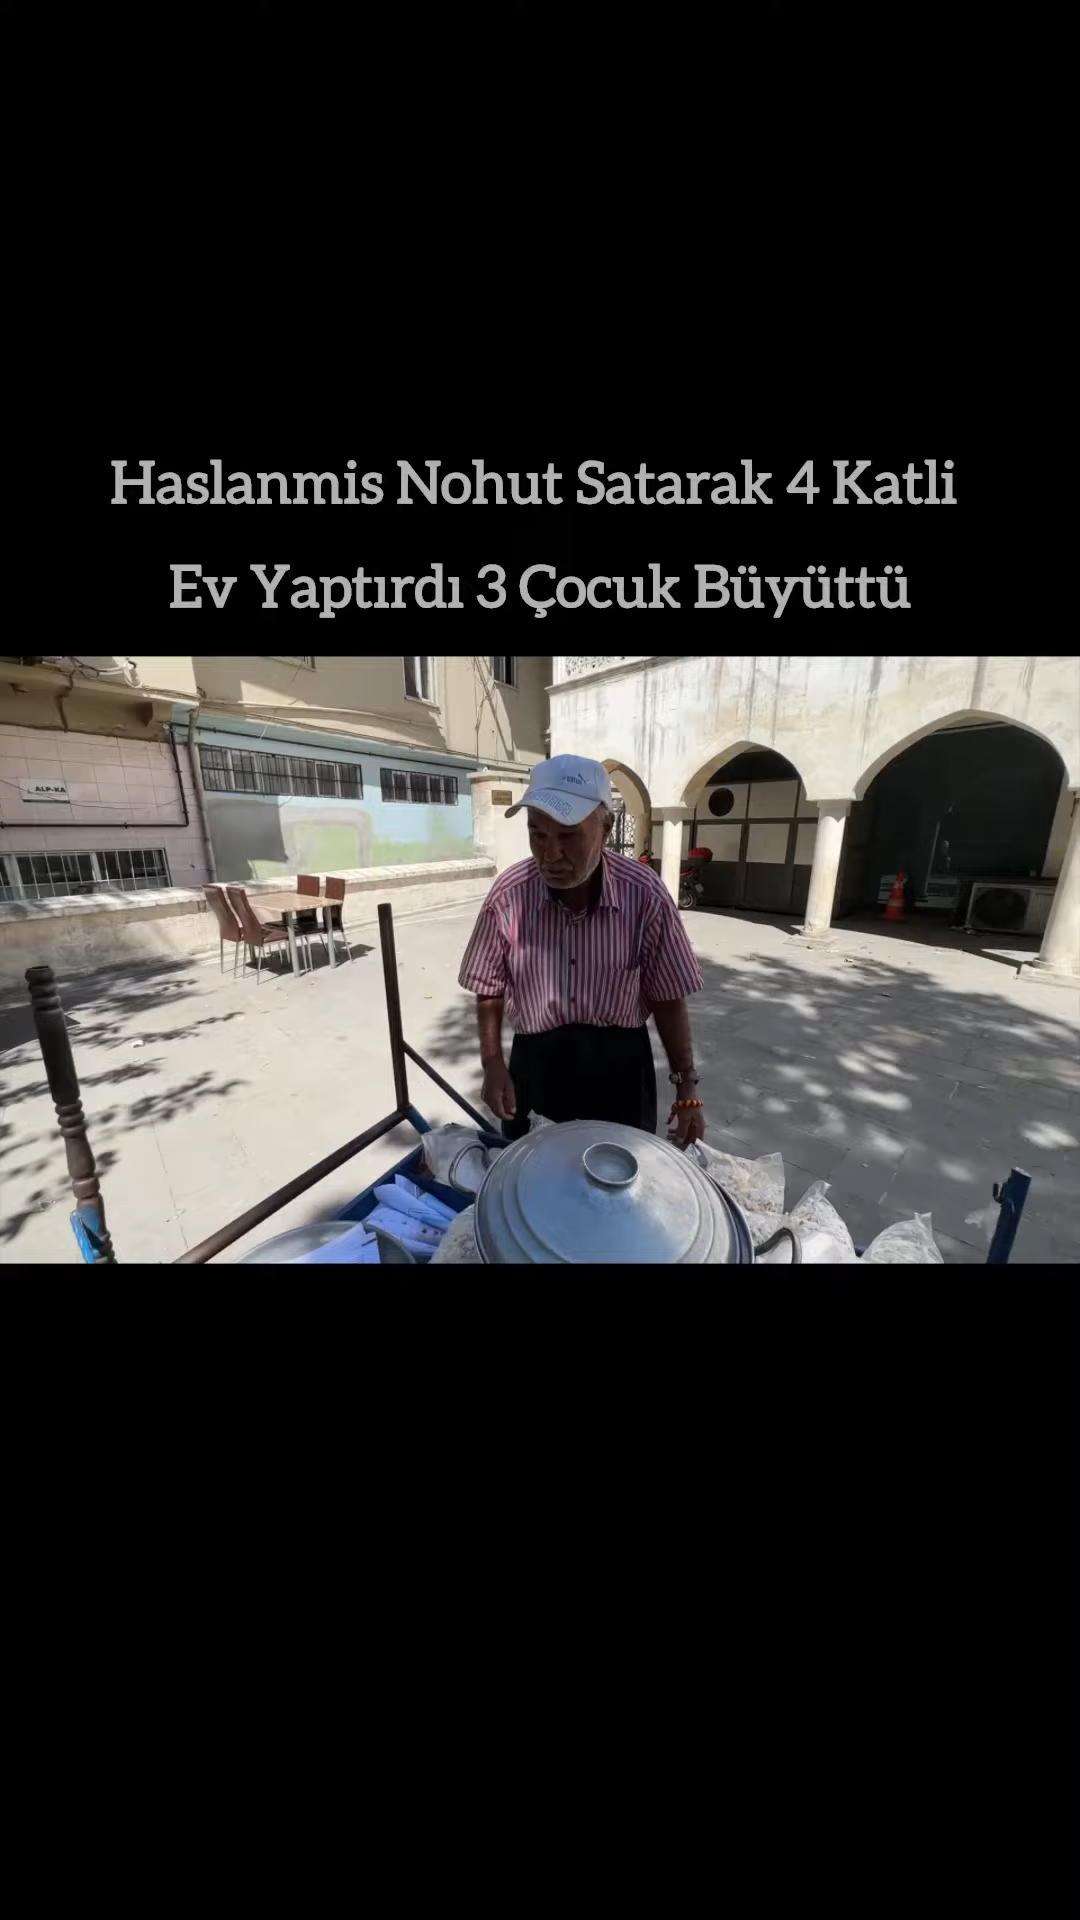 Haslanmis Nohut Satarak 4 Katli
Ev Yaptırdı 3 Çocuk Büyüttü
ALP-KA